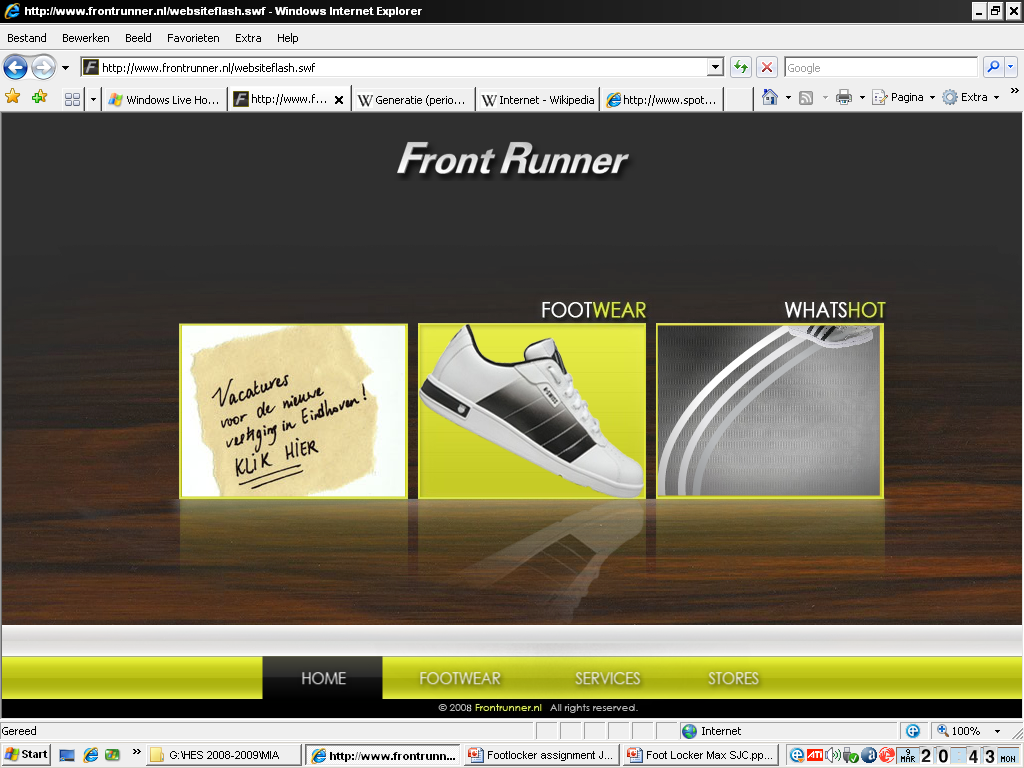 http://www.frontrunner.nl/websiteflash.swf - Windows Internet Explorer
Bestand Bewerken Beeld Favorieten Extra Help
http://www.frontrunner.nl/websiteflash.swf Google
Windows Live Ho... http://www.f... Generatie (perio... Internet - Wikipedia http://www.spot... Pagina Extra
Front Runner
FOOTWEAR WHATSHOT
Vacatures
voor de nieuwe
vestiging in Eindhoven!
KLIK HIER
HOME FOOTWEAR SERVICES STORES
© 2008 Frontrunner.nl All rights reserved.
Gereed Internet 100%
Start G:\HES 2008-2009\MIA http://www.frontrunn... Footlocker assignment J... Foot Locker Max SJC.pp... ATI 9 MAR 20 43 MON